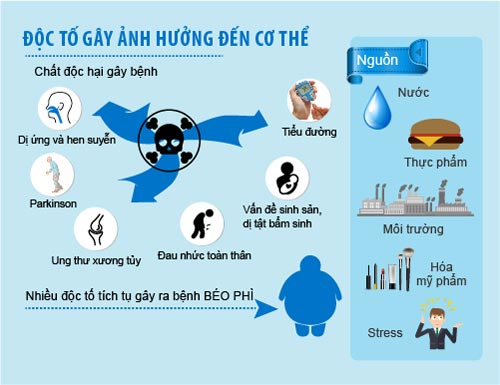 ĐỘC TỐ GÂY ẢNH HƯỞNG ĐẾN CƠ THỂ
Chất độc hại gây bệnh
Dị ứng và hen suyễn
Parkinson
Ung thư xương tủy
Đau nhức toàn thân
Vấn đề sinh sản,
dị tật bẩm sinh
Tiểu đường
Nhiều độc tố tích tụ gây ra bệnh BÉO PHÌ
Nguồn
Nước
Thực phẩm
Môi trường
Hóa
mỹ phẩm
Stress